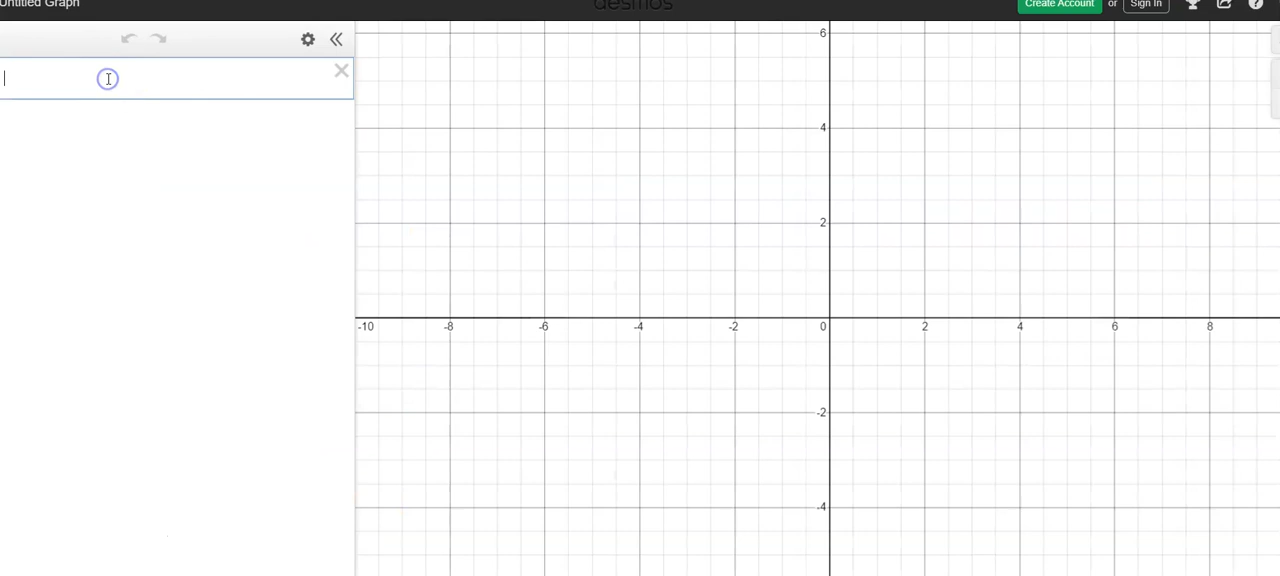 Untitled Graph
desmos
Create Account or Sign In
6
4
2
-10 -8 -6 -4 -2 0 2 4 6 8
-2
-4